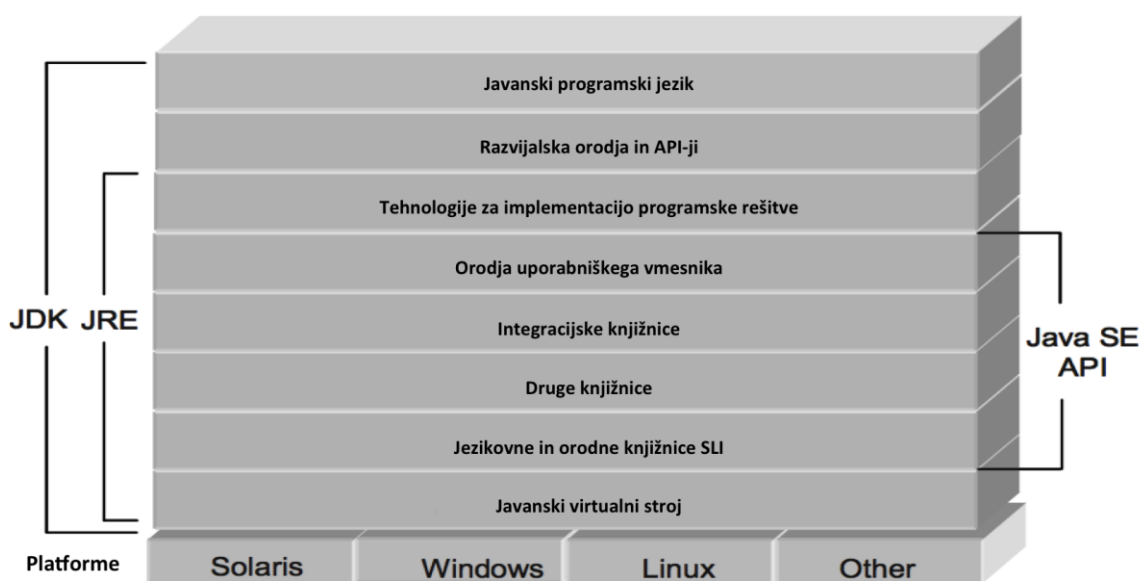 Javanski programski jezik
Razvijalska orodja in API-ji
Tehnologije za implementacijo programske rešitve
Orodja uporabniškega vmesnika
Integracijske knjižnice
Druge knjižnice
Jezikovne in orodne knjižnice SLI
Javanski virtualni stroj
JDK
JRE
Java SE
API
Platforme
Solaris
Windows
Linux
Other